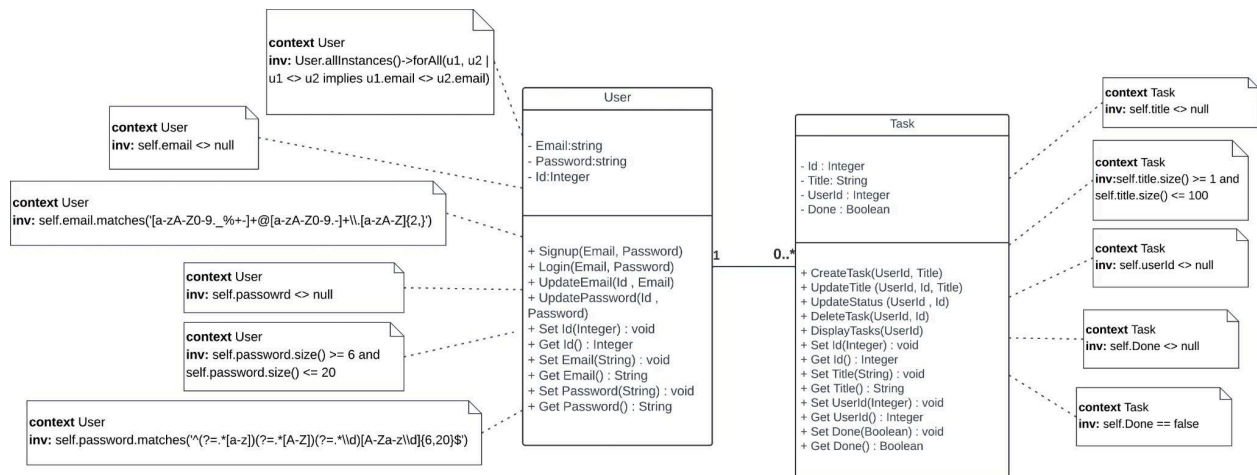 context User
inv: User.allInstances()->forAll(u1, u2 |
u1 <> u2 implies u1.email <> u2.email)
context User
inv: self.email <> null
context User
inv: self.email.matches('[a-zA-Z0-9._%+-]+@[a-zA-Z0-9.-]+\\.[a-zA-Z]{2,}')
context User
inv: self.passowrd <> null
context User
inv: self.password.size() >= 6 and
self.password.size() <= 20
context User
inv: self.password.matches('^(?=.*[a-z])(?=.*[A-Z])(?=.*\\d)[A-Za-z\\d]{6,20}$')
User
- Email:string
- Password:string
- Id:Integer
+ Signup(Email, Password)
+ Login(Email, Password)
+ UpdateEmail(Id , Email)
+ UpdatePassword(Id ,
Password)
+ Set Id(Integer) : void
+ Get Id() : Integer
+ Set Email(String) : void
+ Get Email() : String
+ Set Password(String) : void
+ Get Password() : String
1
0..*
Task
- Id : Integer
- Title: String
- UserId : Integer
- Done : Boolean
+ CreateTask(UserId, Title)
+ UpdateTitle (UserId, Id, Title)
+ UpdateStatus (UserId , Id)
+ DeleteTask(UserId, Id)
+ DisplayTasks(UserId)
+ Set Id(Integer) : void
+ Get Id() : Integer
+ Set Title(String) : void
+ Get Title() : String
+ Set UserId(Integer) : void
+ Get UserId() : Integer
+ Set Done(Boolean) : void
+ Get Done() : Boolean
context Task
inv: self.title <> null
context Task
inv:self.title.size() >= 1 and
self.title.size() <= 100
context Task
inv: self.userId <> null
context Task
inv: self.Done <> null
context Task
inv: self.Done == false